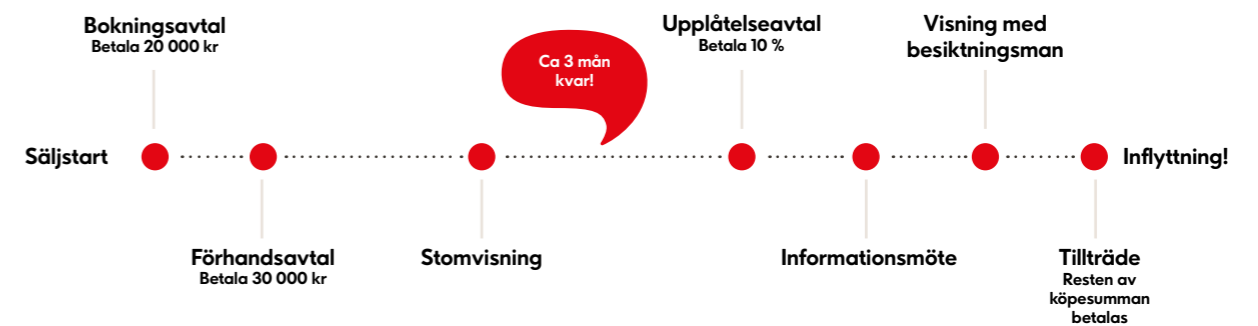 Bokningsavtal
Betala 20 000 kr
Ca 3 mån
kvar!
Upplåtelseavtal
Betala 10 %
Visning med
besiktningsman
Säljstart
Inflyttning!
Förhandsavtal
Betala 30 000 kr
Stomvisning
Informationsmöte
Tillträde
Resten av
köpesumman
betalas